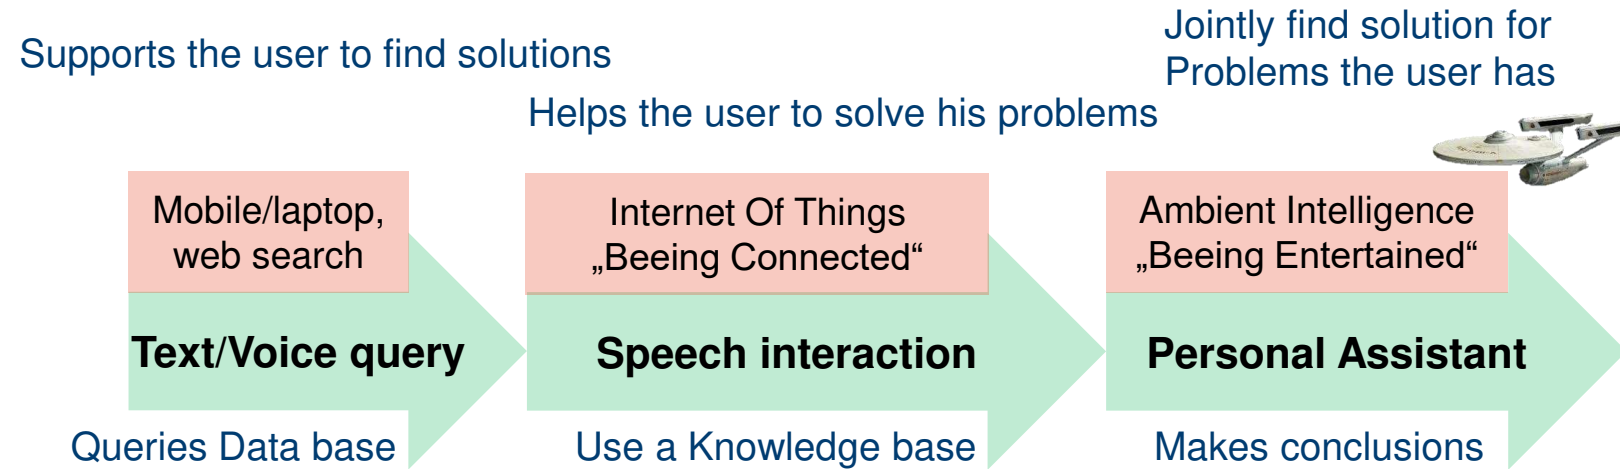 Supports the user to find solutions
Helps the user to solve his problems
Jointly find solution for
Problems the user has
Mobile/laptop,
web search
Internet Of Things
„Beeing Connected“
Ambient Intelligence
„Beeing Entertained“
Text/Voice query
Speech interaction
Personal Assistant
Queries Data base
Use a Knowledge base
Makes conclusions